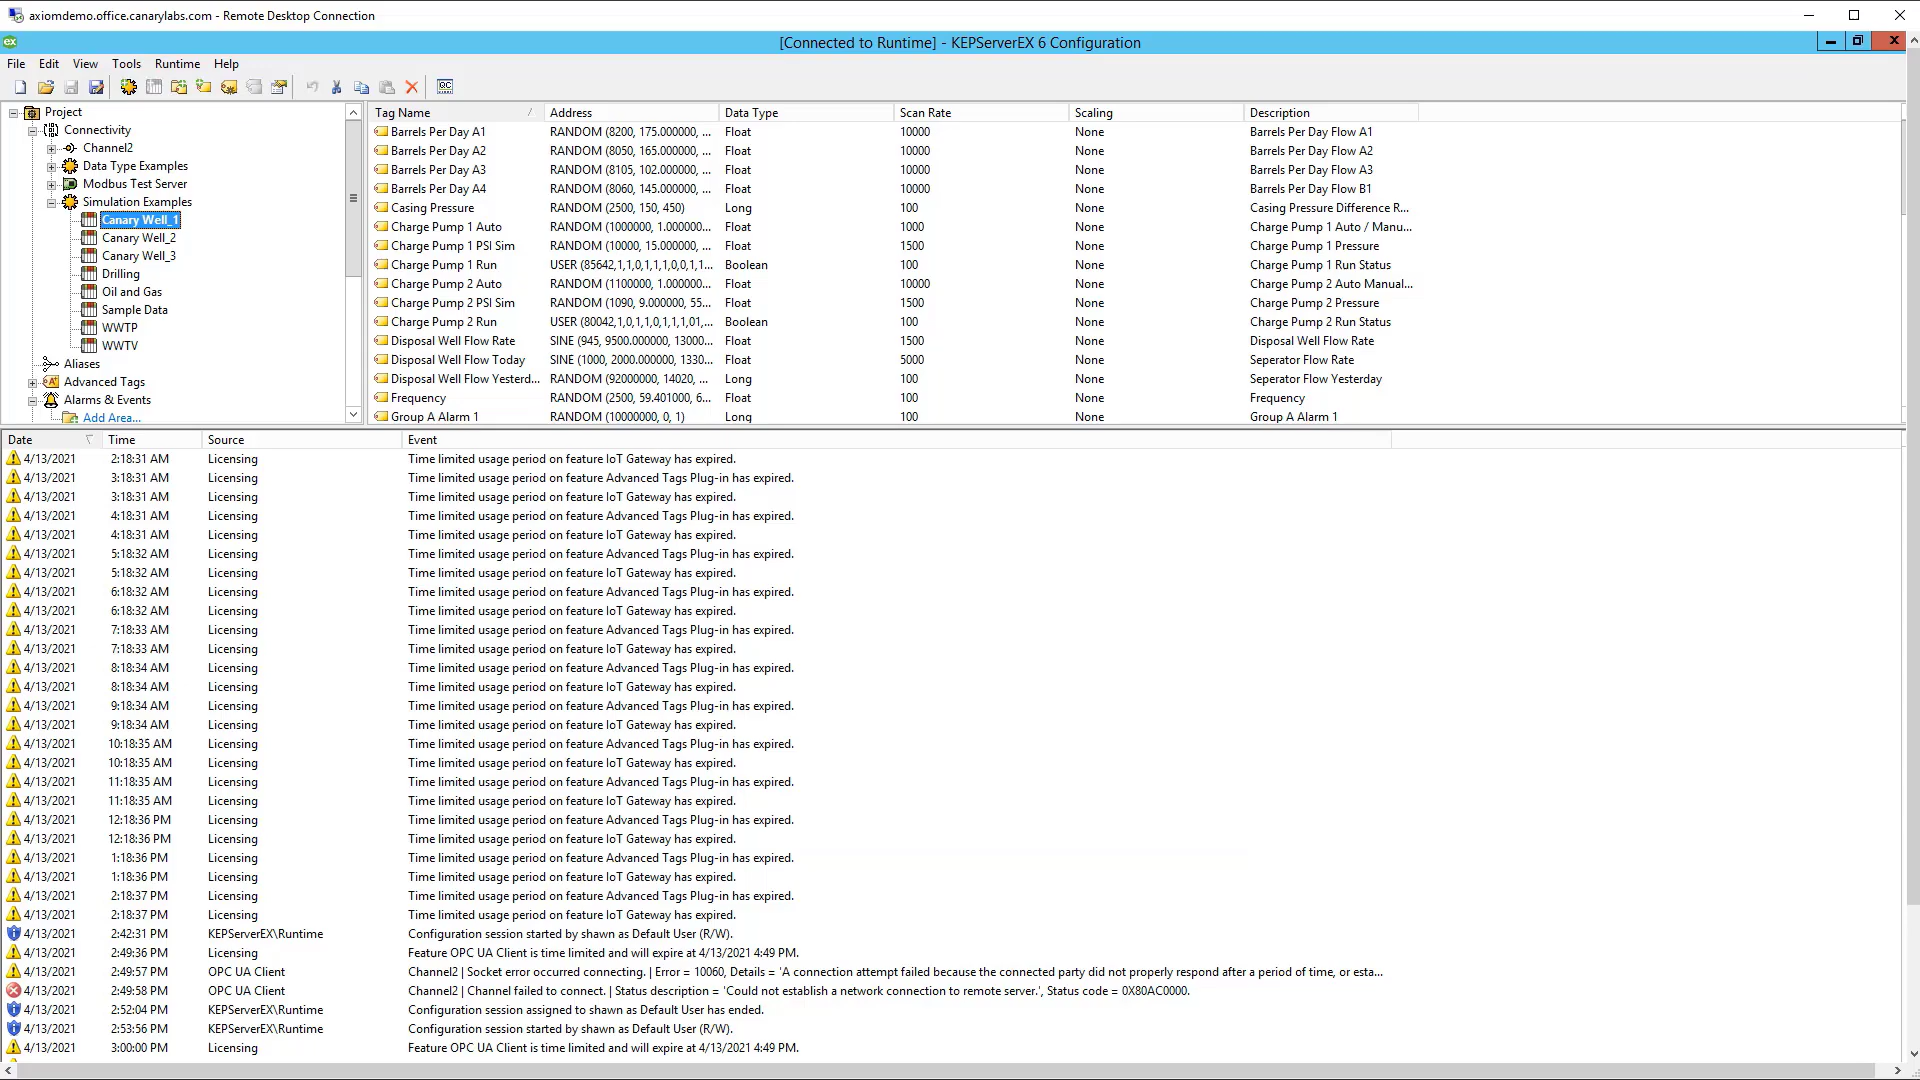 axiomdemo.office.canarylabs.com - Remote Desktop Connection
ex
[Connected to Runtime] - KEPServerEX 6 Configuration
File Edit View Tools Runtime Help
QC
Project
Connectivity
Channel2
Data Type Examples
Modbus Test Server
Simulation Examples
Canary Well_1
Canary Well_2
Canary Well_3
Drilling
Oil and Gas
Sample Data
WWTP
WWTV
Aliases
Advanced Tags
Alarms & Events
Add Area...
Tag Name Address Data Type Scan Rate Scaling Description
Barrels Per Day A1 RANDOM (8200, 175.000000, ... Float 10000 None Barrels Per Day Flow A1
Barrels Per Day A2 RANDOM (8050, 165.000000, ... Float 10000 None Barrels Per Day Flow A2
Barrels Per Day A3 RANDOM (8105, 102.000000, ... Float 10000 None Barrels Per Day Flow A3
Barrels Per Day A4 RANDOM (8060, 145.000000, ... Float 10000 None Barrels Per Day Flow B1
Casing Pressure RANDOM (2500, 150, 450) Long 100 None Casing Pressure Difference R...
Charge Pump 1 Auto RANDOM (1000000, 1.000000... Float 1000 None Charge Pump 1 Auto / Manu...
Charge Pump 1 PSI Sim RANDOM (10000, 15.000000, ... Float 1500 None Charge Pump 1 Pressure
Charge Pump 1 Run USER (85642,1,1,0,1,1,1,0,0,1,1,... Boolean 100 None Charge Pump 1 Run Status
Charge Pump 2 Auto RANDOM (1100000, 1.000000... Float 10000 None Charge Pump 2 Auto Manual...
Charge Pump 2 PSI Sim RANDOM (1090, 9.000000, 55... Float 1500 None Charge Pump 2 Pressure
Charge Pump 2 Run USER (80042,1,0,1,1,0,1,1,1,01,... Boolean 100 None Charge Pump 2 Run Status
Disposal Well Flow Rate SINE (945, 9500.000000, 13000... Float 1500 None Disposal Well Flow Rate
Disposal Well Flow Today SINE (1000, 2000.000000, 1330... Float 5000 None Seperator Flow Rate
Disposal Well Flow Yesterd... RANDOM (92000000, 14020, ... Long 100 None Seperator Flow Yesterday
Frequency RANDOM (2500, 59.401000, 6... Float 100 None Frequency
Group A Alarm 1 RANDOM (10000000, 0, 1) Long 100 None Group A Alarm 1
Date Time Source Event
4/13/2021 2:18:31 AM Licensing Time limited usage period on feature IoT Gateway has expired.
4/13/2021 3:18:31 AM Licensing Time limited usage period on feature Advanced Tags Plug-in has expired.
4/13/2021 3:18:31 AM Licensing Time limited usage period on feature IoT Gateway has expired.
4/13/2021 4:18:31 AM Licensing Time limited usage period on feature Advanced Tags Plug-in has expired.
4/13/2021 4:18:31 AM Licensing Time limited usage period on feature IoT Gateway has expired.
4/13/2021 5:18:32 AM Licensing Time limited usage period on feature Advanced Tags Plug-in has expired.
4/13/2021 5:18:32 AM Licensing Time limited usage period on feature IoT Gateway has expired.
4/13/2021 6:18:32 AM Licensing Time limited usage period on feature Advanced Tags Plug-in has expired.
4/13/2021 6:18:32 AM Licensing Time limited usage period on feature IoT Gateway has expired.
4/13/2021 7:18:33 AM Licensing Time limited usage period on feature Advanced Tags Plug-in has expired.
4/13/2021 7:18:33 AM Licensing Time limited usage period on feature IoT Gateway has expired.
4/13/2021 8:18:34 AM Licensing Time limited usage period on feature Advanced Tags Plug-in has expired.
4/13/2021 8:18:34 AM Licensing Time limited usage period on feature IoT Gateway has expired.
4/13/2021 9:18:34 AM Licensing Time limited usage period on feature Advanced Tags Plug-in has expired.
4/13/2021 9:18:34 AM Licensing Time limited usage period on feature IoT Gateway has expired.
4/13/2021 10:18:35 AM Licensing Time limited usage period on feature Advanced Tags Plug-in has expired.
4/13/2021 10:18:35 AM Licensing Time limited usage period on feature IoT Gateway has expired.
4/13/2021 11:18:35 AM Licensing Time limited usage period on feature Advanced Tags Plug-in has expired.
4/13/2021 11:18:35 AM Licensing Time limited usage period on feature IoT Gateway has expired.
4/13/2021 12:18:36 PM Licensing Time limited usage period on feature Advanced Tags Plug-in has expired.
4/13/2021 12:18:36 PM Licensing Time limited usage period on feature IoT Gateway has expired.
4/13/2021 1:18:36 PM Licensing Time limited usage period on feature Advanced Tags Plug-in has expired.
4/13/2021 1:18:36 PM Licensing Time limited usage period on feature IoT Gateway has expired.
4/13/2021 2:18:37 PM Licensing Time limited usage period on feature Advanced Tags Plug-in has expired.
4/13/2021 2:18:37 PM Licensing Time limited usage period on feature IoT Gateway has expired.
4/13/2021 2:42:31 PM KEPServerEX\Runtime Configuration session started by shawn as Default User (R/W).
4/13/2021 2:49:36 PM Licensing Feature OPC UA Client is time limited and will expire at 4/13/2021 4:49 PM.
4/13/2021 2:49:57 PM OPC UA Client Channel2 | Socket error occurred connecting. | Error = 10060, Details = 'A connection attempt failed because the connected party did not properly respond after a period of time, or esta...
4/13/2021 2:49:58 PM OPC UA Client Channel2 | Channel failed to connect. | Status description = 'Could not establish a network connection to remote server.', Status code = 0X80AC0000.
4/13/2021 2:52:04 PM KEPServerEX\Runtime Configuration session assigned to shawn as Default User has ended.
4/13/2021 2:53:56 PM KEPServerEX\Runtime Configuration session started by shawn as Default User (R/W).
4/13/2021 3:00:00 PM Licensing Feature OPC UA Client is time limited and will expire at 4/13/2021 4:49 PM.